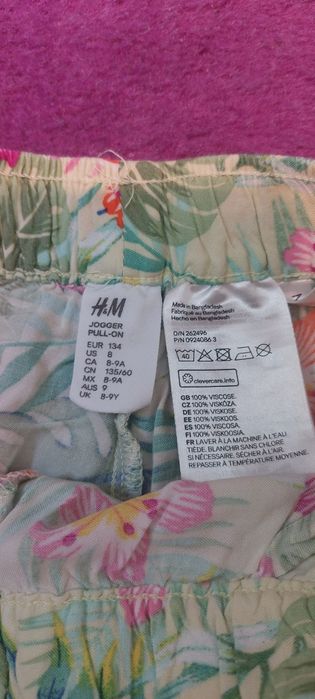 H&M
JOGGER
PULL-ON
EUR 134
US 8
CA 8-9A
CN 135/60
MX 8-9A
AUS 9
UK 8-9Y
Made in Bangladesh
Fabriqué au Bangladesh
Hecho en Bangladesh
O/N 262496
P/N 0924086 3
40
clevercare.info
GB 100% VISCOSE.
CZ 100% VISKÓZA.
DE 100% VISKOSE.
EE 100% VISKOOS.
ES 100% VISCOSA.
FI 100% VISKOOSIA.
FR LAVER À LA MACHINE À L'EAU
TIÈDE. BLANCHIR SANS CHLORE
SI NÉCESSAIRE. SÉCHER À L'AIR.
REPASSER À TEMPÉRATURE MOYENNE.